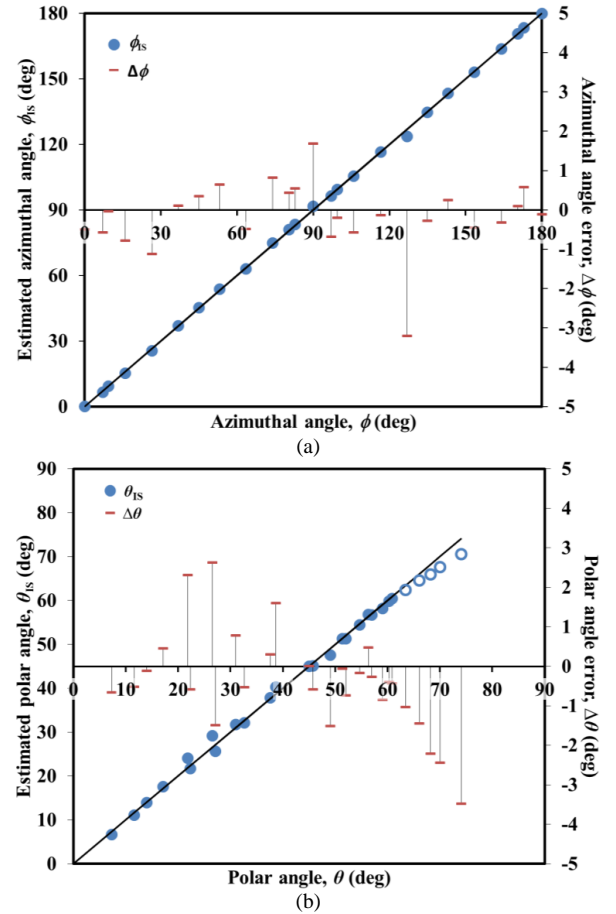 180
150
120
90
60
30
0
Estimated azimuthal angle, ϕIS (deg)
ϕIS
Δϕ
0 30 60 90 120 150 180
5
4
3
2
1
0
-1
-2
-3
-4
-5
Azimuthal angle error, Δϕ (deg)
Azimuthal angle, ϕ (deg)
(a)
90
80
70
60
50
40
30
20
10
0
Estimated polar angle, θIS (deg)
θIS
Δθ
0 10 20 30 40 50 60 70 80 90
5
4
3
2
1
0
-1
-2
-3
-4
-5
Polar angle error, Δθ (deg)
Polar angle, θ (deg)
(b)